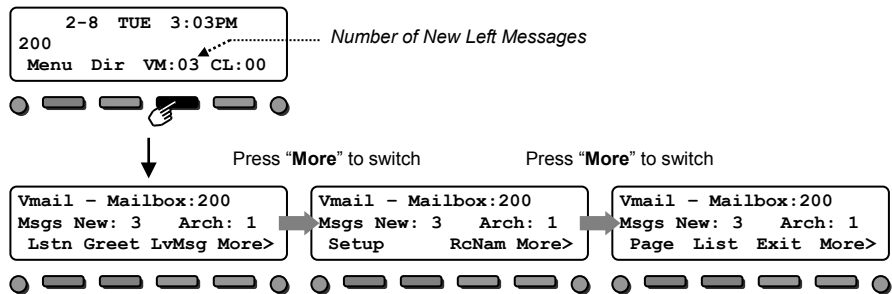 2-8 TUE 3:03PM
200
Menu Dir VM:03 CL:00
Number of New Left Messages
Press “More” to switch
Press “More” to switch
Vmail – Mailbox:200
Msgs New: 3 Arch: 1
Lstn Greet LvMsg More>
Vmail – Mailbox:200
Msgs New: 3 Arch: 1
Setup RcNam More>
Vmail – Mailbox:200
Msgs New: 3 Arch: 1
Page List Exit More>